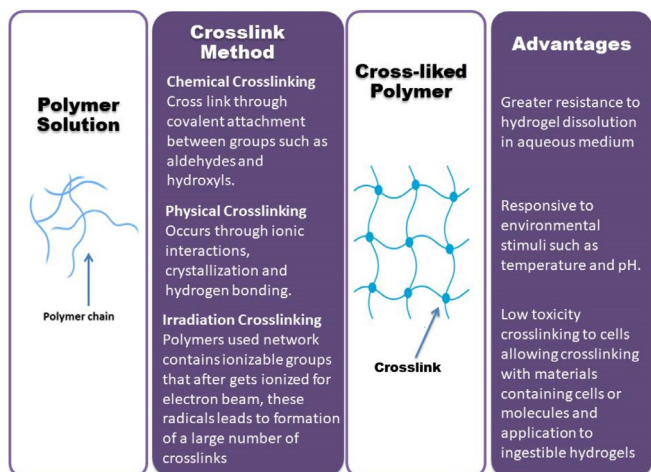 Polymer
Solution
Polymer chain
Crosslink
Method
Chemical Crosslinking
Cross link through
covalent attachment
between groups such as
aldehydes and
hydroxyls.
Physical Crosslinking
Occurs through ionic
interactions,
crystallization and
hydrogen bonding.
Irradiation Crosslinking
Polymers used network
contains ionizable groups
that after gets ionized for
electron beam, these
radicals leads to formation
of a large number of
crosslinks
Cross-liked
Polymer
Crosslink
Advantages
Greater resistance to
hydrogel dissolution
in aqueous medium
Responsive to
environmental
stimuli such as
temperature and pH.
Low toxicity
crosslinking to cells
allowing crosslinking
with materials
containing cells or
molecules and
application to
ingestible hydrogels